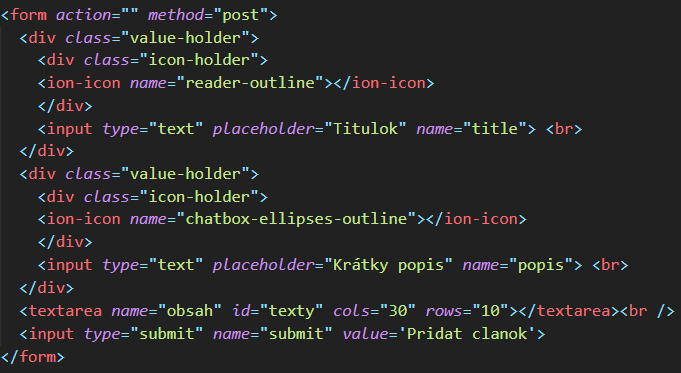 <form action="" method="post">
  <div class="value-holder">
    <div class="icon-holder">
    <ion-icon name="reader-outline"></ion-icon>
    </div>
    <input type="text" placeholder="Titulok" name="title"> <br>
  </div>
  <div class="value-holder">
    <div class="icon-holder">
    <ion-icon name="chatbox-ellipses-outline"></ion-icon>
    </div>
    <input type="text" placeholder="Krátky popis" name="popis"> <br>
  </div>
  <textarea name="obsah" id="texty" cols="30" rows="10"></textarea><br />
  <input type="submit" name="submit" value='Pridat clanok'>
</form>